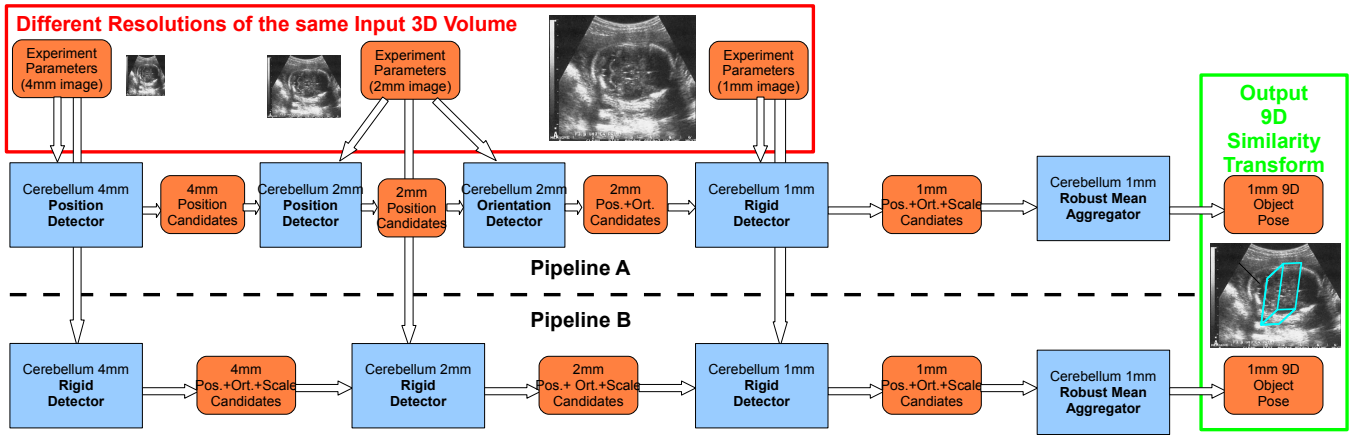 Different Resolutions of the same Input 3D Volume
Experiment
Parameters
(4mm image)
Experiment
Parameters
(2mm image)
Experiment
Parameters
(1mm image)
Output
9D
Similarity
Transform
Cerebellum 4mm
Position
Detector
4mm
Position
Candidates
Cerebellum 2mm
Position
Detector
2mm
Position
Candidates
Cerebellum 2mm
Orientation
Detector
2mm
Pos.+Ort.
Candidates
Cerebellum 1mm
Rigid
Detector
1mm
Pos.+Ort.+Scale
Candiates
Cerebellum 1mm
Robust Mean
Aggregator
1mm 9D
Object
Pose
Pipeline A
Pipeline B
Cerebellum 4mm
Rigid
Detector
4mm
Pos.+Ort.+Scale
Candidates
Cerebellum 2mm
Rigid
Detector
2mm
Pos.+ Ort.+Scale
Candidates
Cerebellum 1mm
Rigid
Detector
1mm
Pos.+Ort.+Scale
Candidates
Cerebellum 1mm
Robust Mean
Aggregator
1mm 9D
Object
Pose